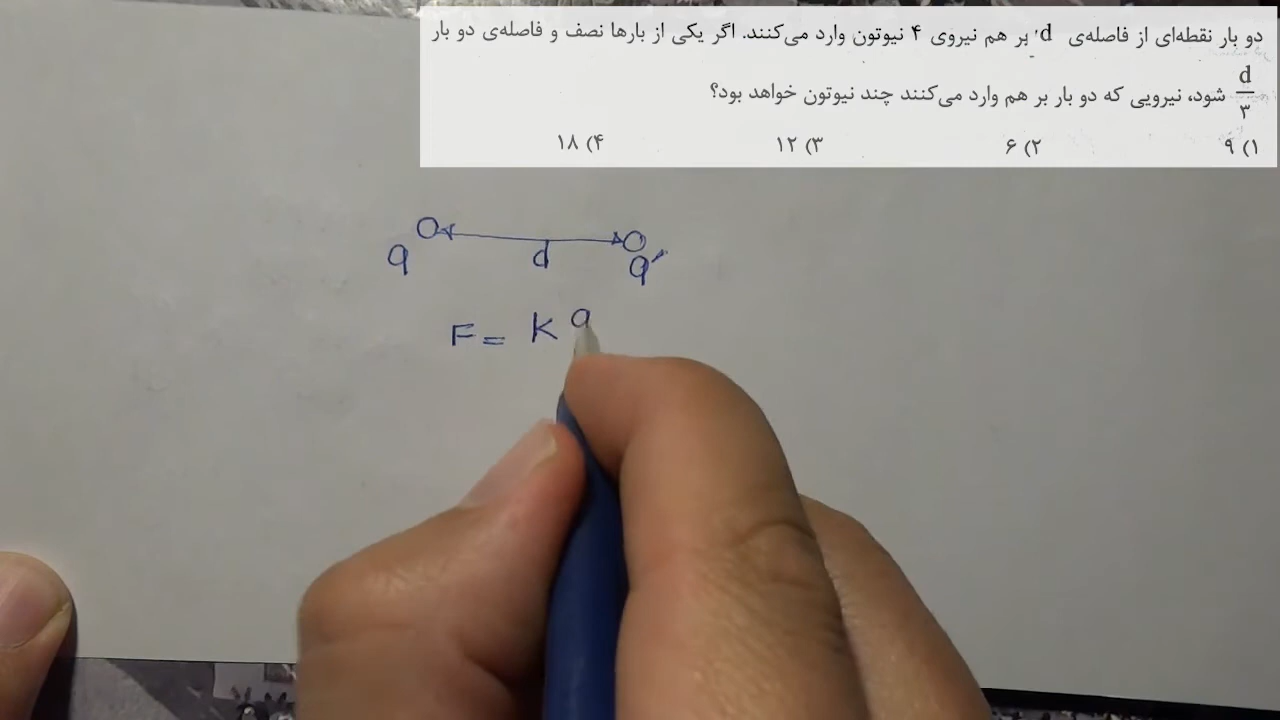 دو بار نقطه‌ای از فاصله‌ی d بر هم نیروی ۴ نیوتون وارد می‌کنند. اگر یکی از بارها نصف و فاصله‌ی دو بار
d/۳ شود، نیرویی که دو بار بر هم وارد می‌کنند چند نیوتون خواهد بود؟
۱) ۹ ۲) ۶ ۳) ۱۲ ۴) ۱۸
q d q′
F = K q